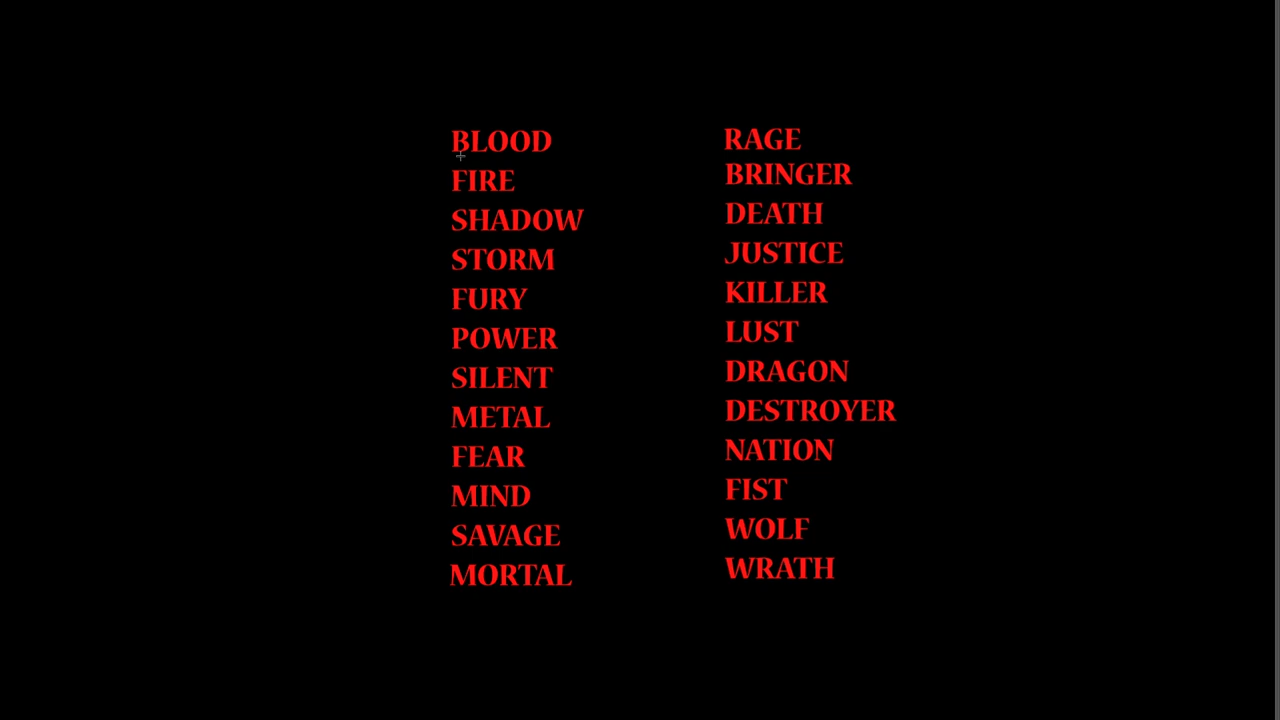 BLOOD
FIRE
SHADOW
STORM
FURY
POWER
SILENT
METAL
FEAR
MIND
SAVAGE
MORTAL
RAGE
BRINGER
DEATH
JUSTICE
KILLER
LUST
DRAGON
DESTROYER
NATION
FIST
WOLF
WRATH